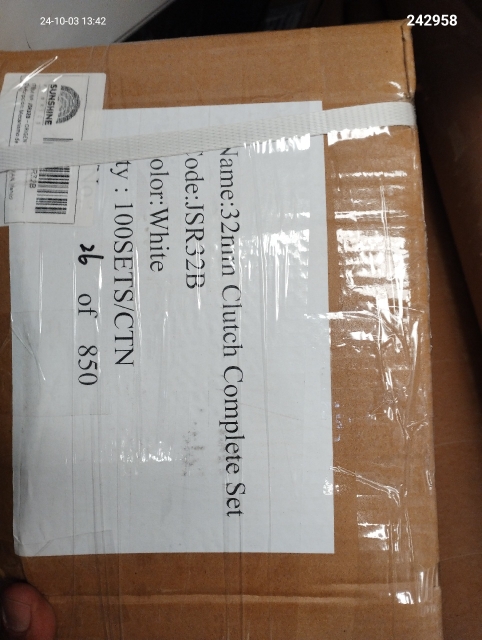 24-10-03 13:42
242958
SUNSHINE
Name:32mm Clutch Complete Set
Code:JSR32B
olor:White
ty : 100SETS/CTN
26 of 850